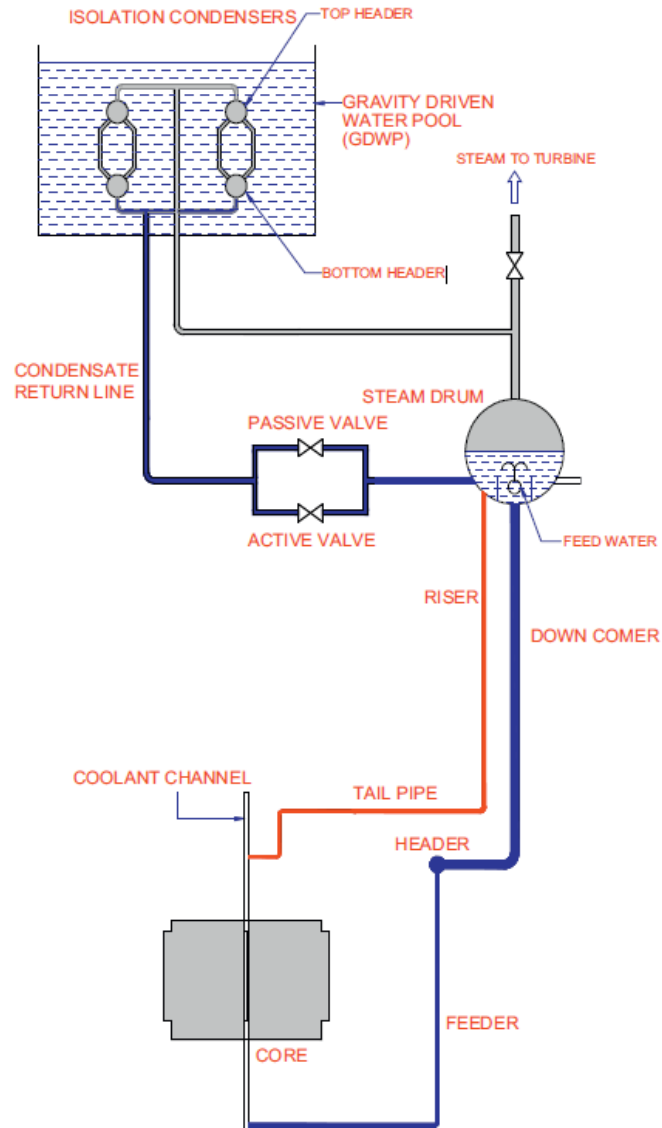 ISOLATION CONDENSERS
TOP HEADER
GRAVITY DRIVEN
WATER POOL
(GDWP)
STEAM TO TURBINE
BOTTOM HEADER
CONDENSATE
RETURN LINE
STEAM DRUM
PASSIVE VALVE
ACTIVE VALVE
FEED WATER
RISER
DOWN COMER
COOLANT CHANNEL
TAIL PIPE
HEADER
FEEDER
CORE